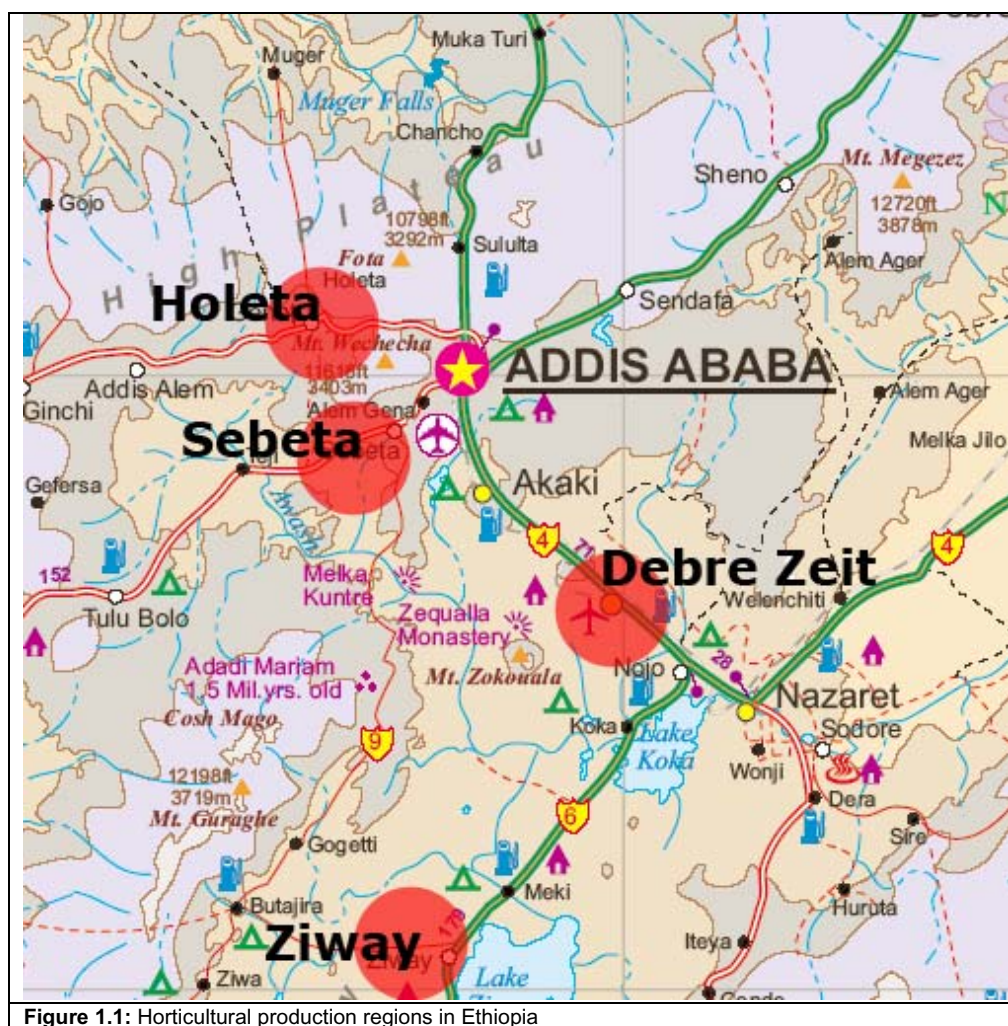 Muka Turi
Muger
Muger Falls
Chancho
Sheno
Mt. Megezez
12720ft
3878m
Gojo
High Plateau
10798ft
3292m
Sululta
Fota
Holeta
Alem Ager
Holeta
Sendafa
Mt. Wechecha
11618ft
3403m
ADDIS ABABA
Addis Alem
Ginchi
Alem Gena
Alem Ager
Melka Jilo
Sebeta
Gefersa
Awash
Akaki
4
4
71
Debre Zeit
152
Melka
Kuntre
Welenchiti
Tulu Bolo
Zequalla
Monastery
Adadi Mariam
1.5 Mil.yrs. old
Mt. Zokouala
Nojo
28
Nazaret
Cosh Mago
9
Koka
Lake
Koka
Sodore
Wonji
12198ft
3719m
Mt. Guraghe
6
Dera
Sire
Gogetti
Meki
Butajira
Huruta
Ziway
179
Ziway
Iteya
Ziwa
Lake
Figure 1.1: Horticultural production regions in Ethiopia